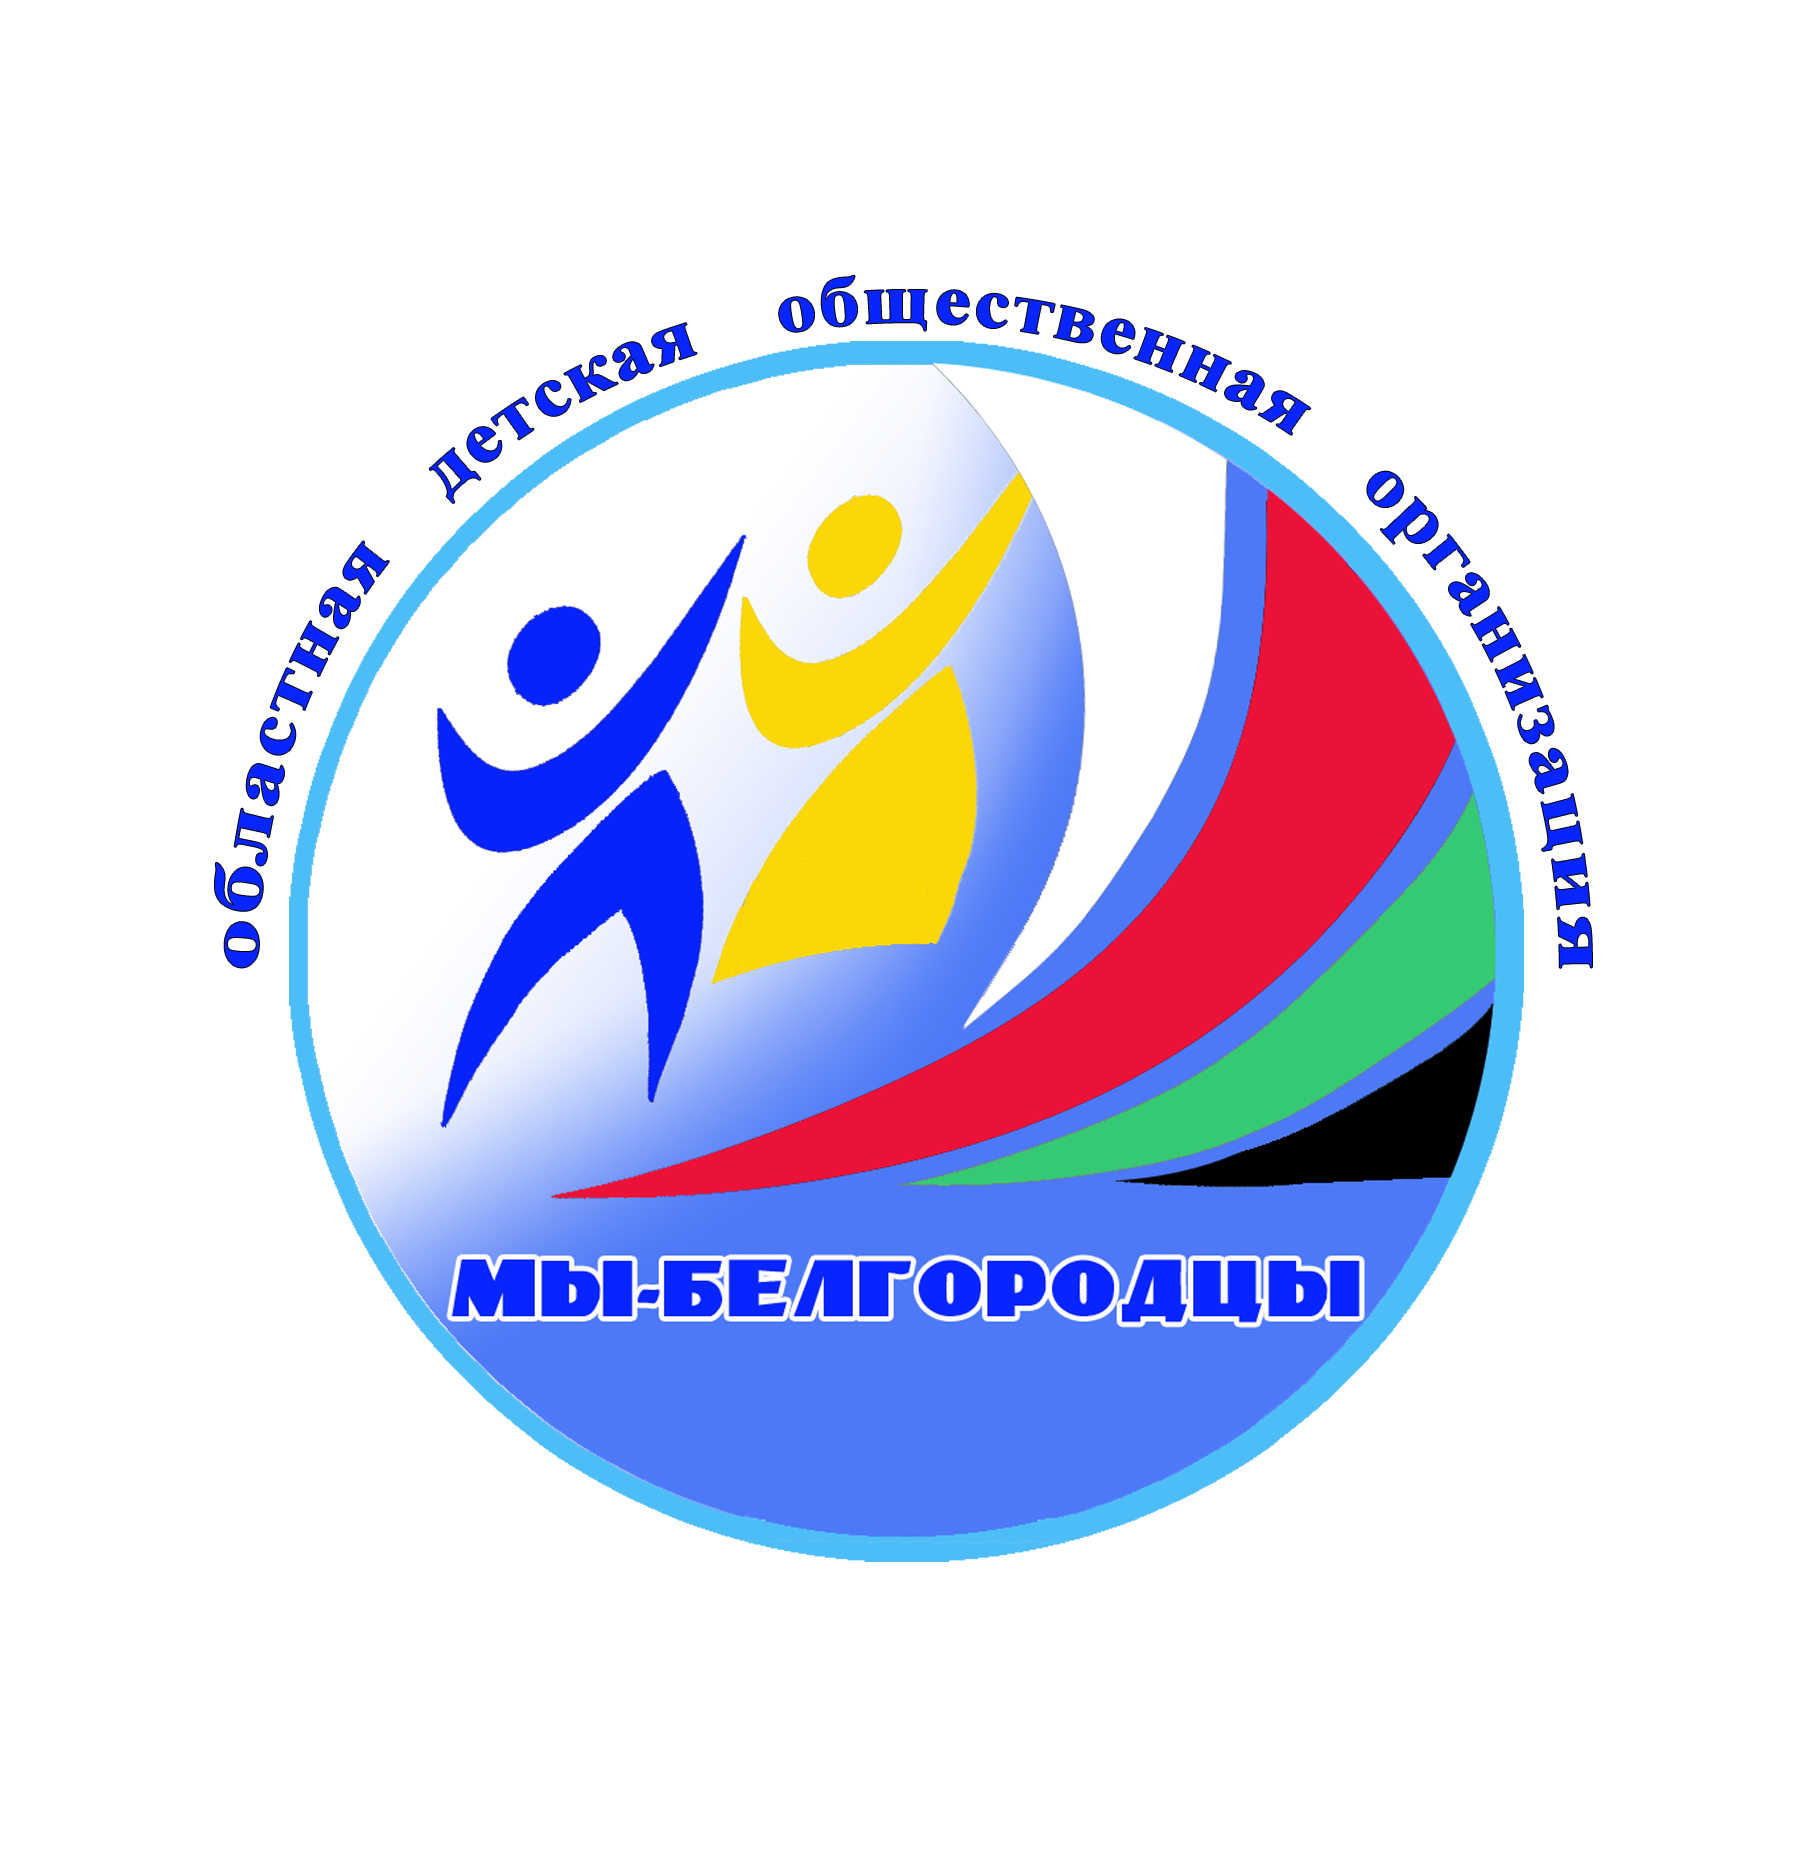 областная детская общественная организация
МЫ-БЕЛГОРОДЦЫ